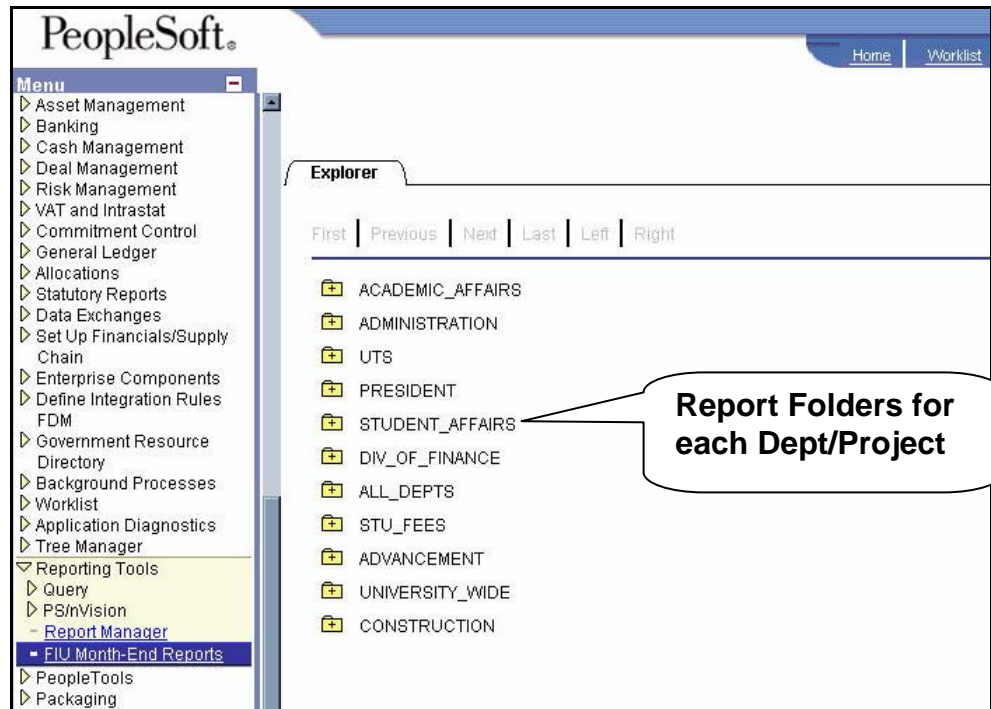 PeopleSoft®
Home Worklist
Menu
Asset Management
Banking
Cash Management
Deal Management
Risk Management
VAT and Intrastat
Commitment Control
General Ledger
Allocations
Statutory Reports
Data Exchanges
Set Up Financials/Supply
Chain
Enterprise Components
Define Integration Rules
FDM
Government Resource
Directory
Background Processes
Worklist
Application Diagnostics
Tree Manager
Reporting Tools
Query
PS/nVision
Report Manager
FIU Month-End Reports
PeopleTools
Packaging
Explorer
First Previous Next Last Left Right
ACADEMIC_AFFAIRS
ADMINISTRATION
UTS
PRESIDENT
STUDENT_AFFAIRS
DIV_OF_FINANCE
ALL_DEPTS
STU_FEES
ADVANCEMENT
UNIVERSITY_WIDE
CONSTRUCTION
Report Folders for
each Dept/Project